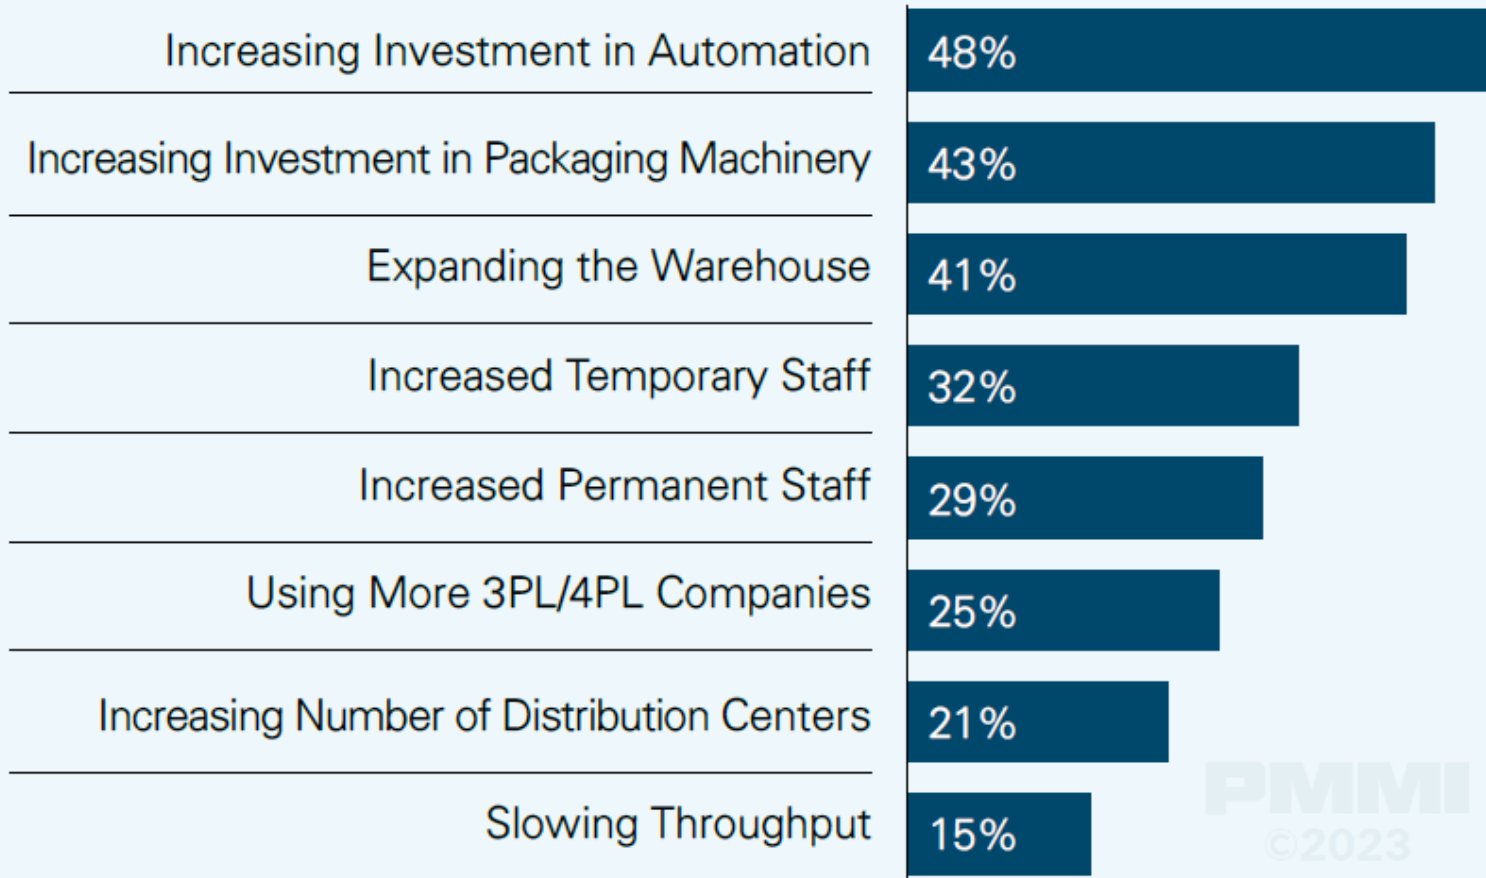 Increasing Investment in Automation 48%
Increasing Investment in Packaging Machinery 43%
Expanding the Warehouse 41%
Increased Temporary Staff 32%
Increased Permanent Staff 29%
Using More 3PL/4PL Companies 25%
Increasing Number of Distribution Centers 21%
Slowing Throughput 15%
PMMI
©2023